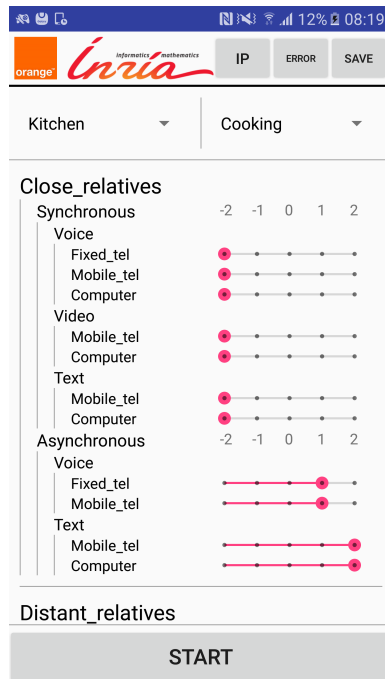 12% 08:19
orange
informatics mathematics
Inria
IP ERROR SAVE
Kitchen Cooking
Close_relatives
Synchronous -2 -1 0 1 2
Voice
Fixed_tel
Mobile_tel
Computer
Video
Mobile_tel
Computer
Text
Mobile_tel
Computer
Asynchronous -2 -1 0 1 2
Voice
Fixed_tel
Mobile_tel
Text
Mobile_tel
Computer
Distant_relatives
START